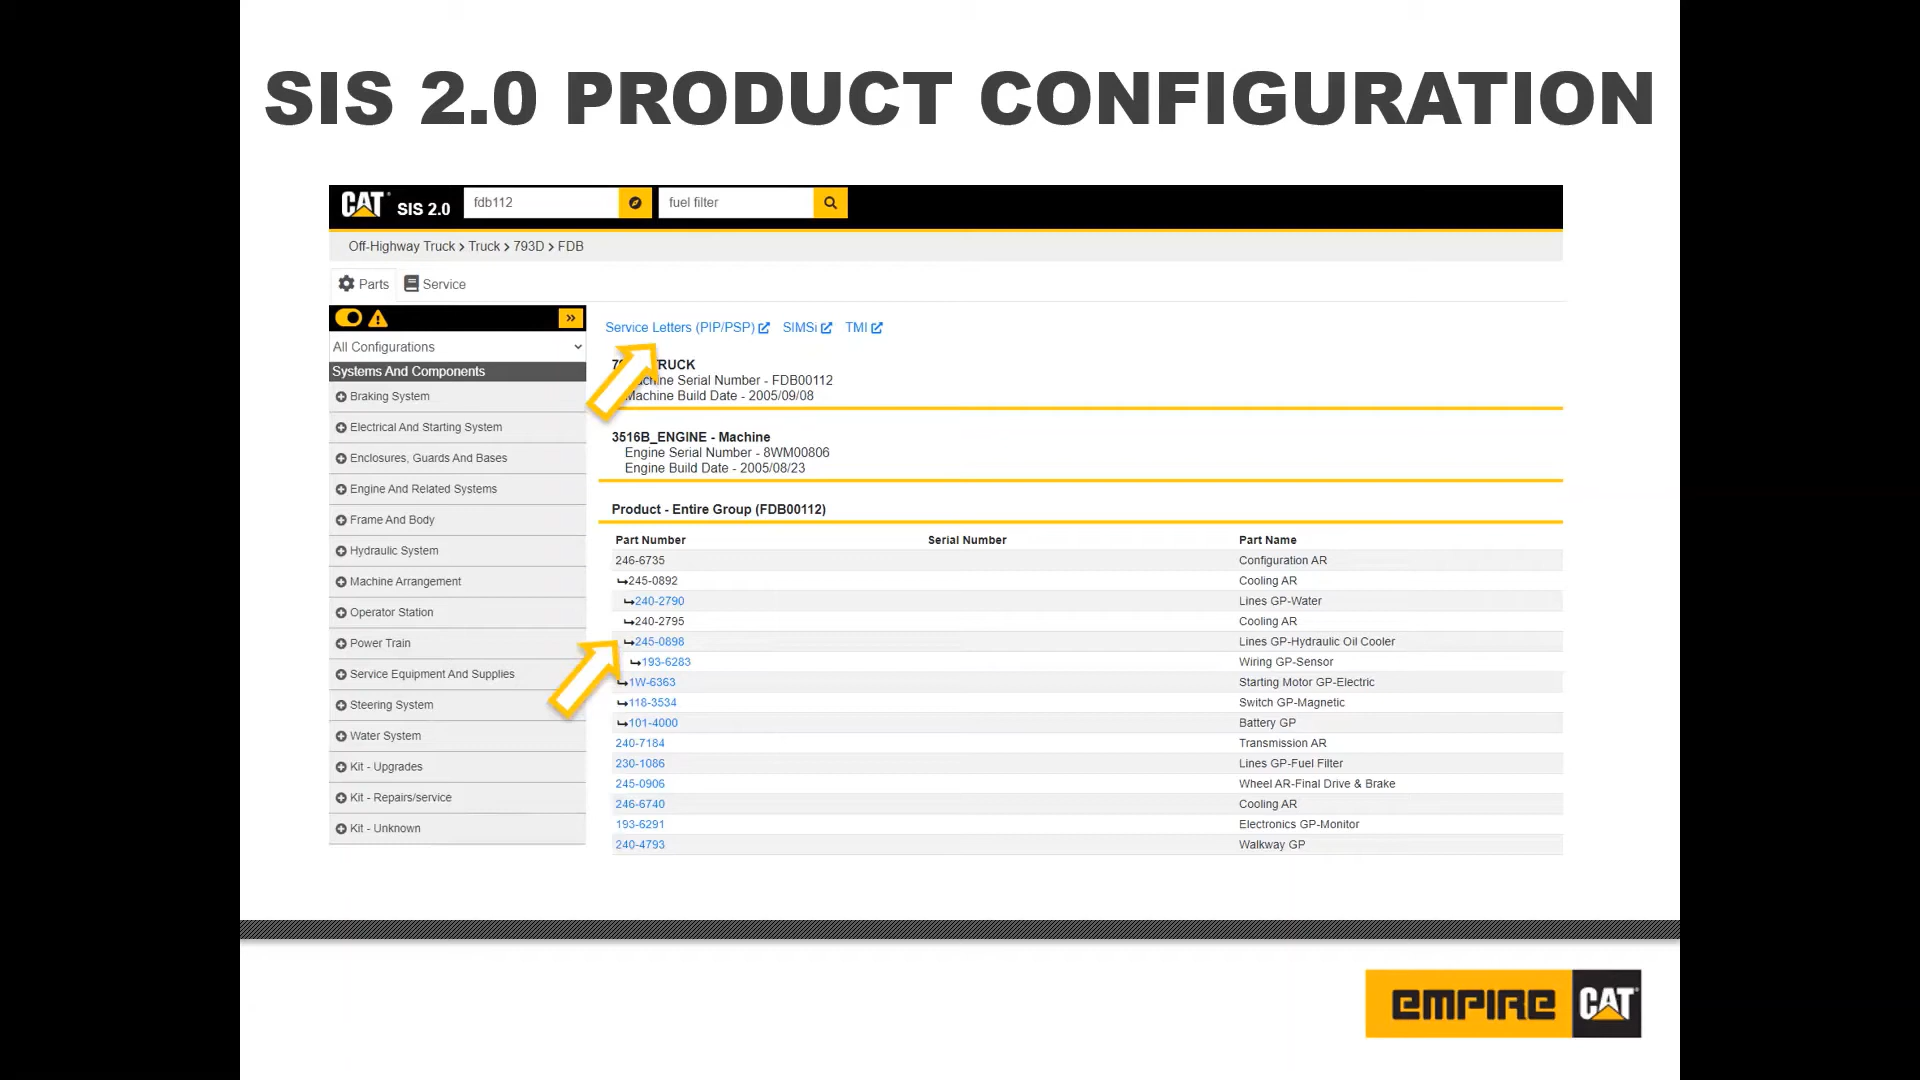 SIS 2.0 PRODUCT CONFIGURATION
CAT SIS 2.0 fdb112 fuel filter
Off-Highway Truck > Truck > 793D > FDB
Parts Service
All Configurations
Systems And Components
Braking System
Electrical And Starting System
Enclosures, Guards And Bases
Engine And Related Systems
Frame And Body
Hydraulic System
Machine Arrangement
Operator Station
Power Train
Service Equipment And Supplies
Steering System
Water System
Kit - Upgrades
Kit - Repairs/service
Kit - Unknown
Service Letters (PIP/PSP) SIMSi TMI
RUCK
Machine Serial Number - FDB00112
Machine Build Date - 2005/09/08
3516B_ENGINE - Machine
Engine Serial Number - 8WM00806
Engine Build Date - 2005/08/23
Product - Entire Group (FDB00112)
Part Number Serial Number Part Name
246-6735 Configuration AR
245-0892 Cooling AR
240-2790 Lines GP-Water
240-2795 Cooling AR
245-0898 Lines GP-Hydraulic Oil Cooler
193-6283 Wiring GP-Sensor
1W-6363 Starting Motor GP-Electric
118-3534 Switch GP-Magnetic
101-4000 Battery GP
240-7184 Transmission AR
230-1086 Lines GP-Fuel Filter
245-0906 Wheel AR-Final Drive & Brake
246-6740 Cooling AR
193-6291 Electronics GP-Monitor
240-4793 Walkway GP
EMPIRE CAT